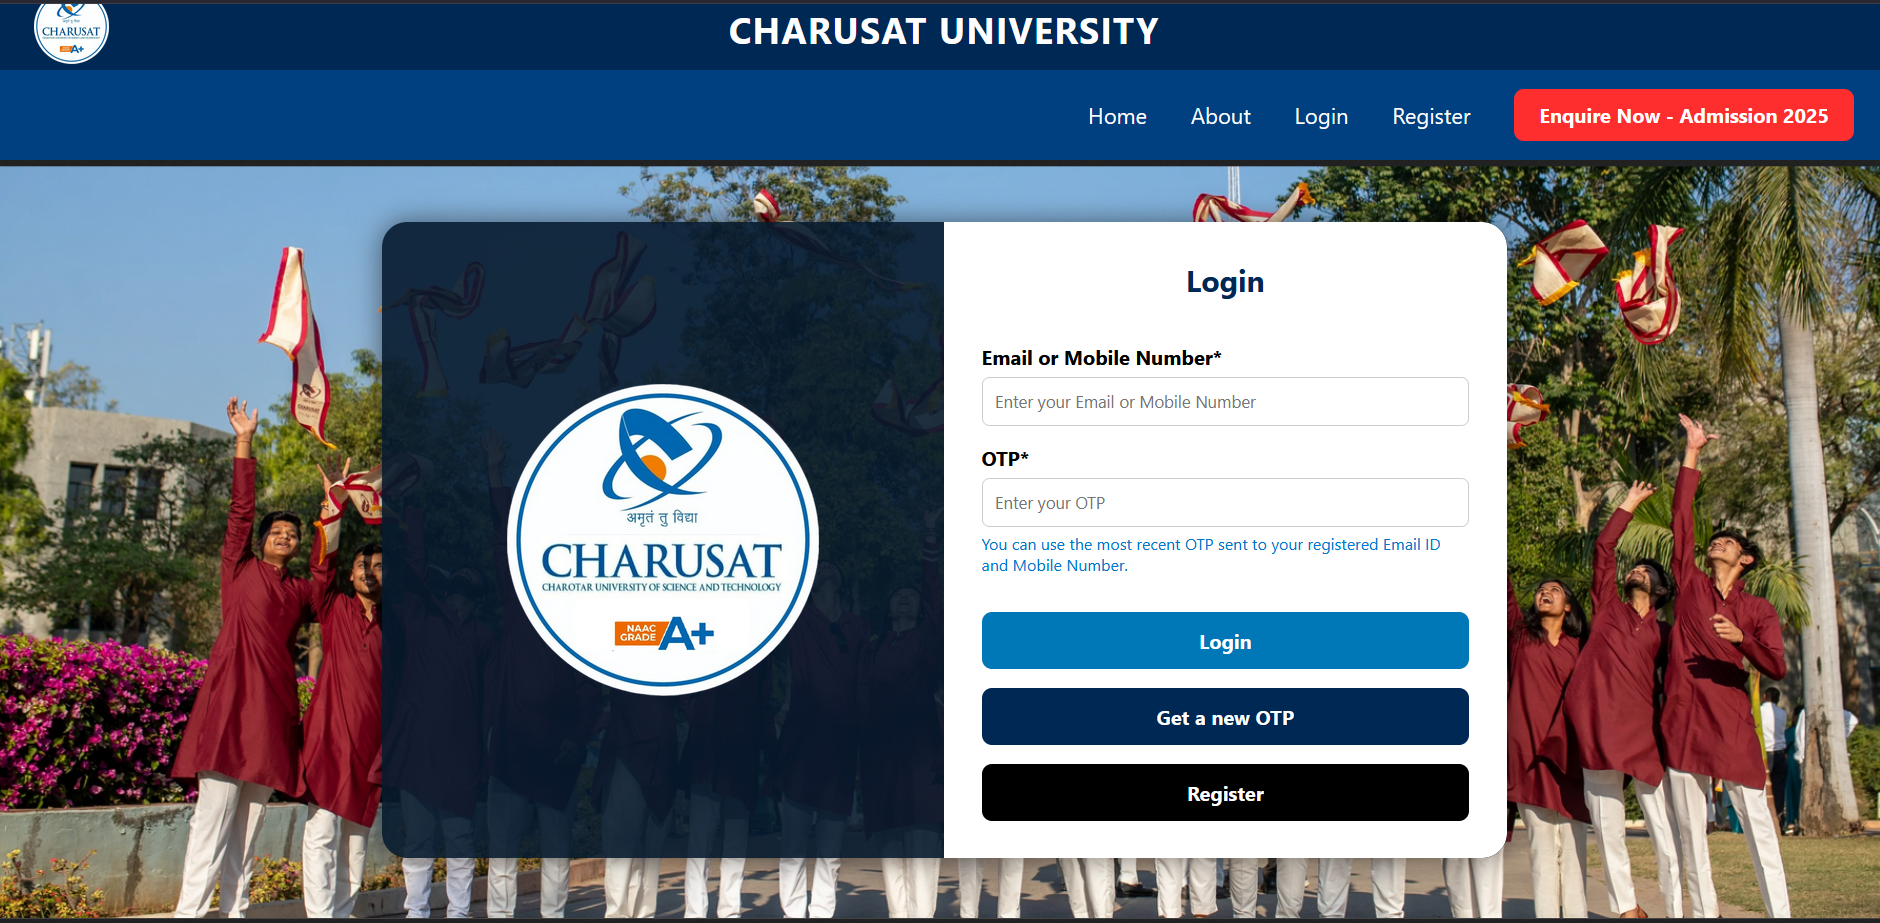 CHARUSAT
A+
CHARUSAT UNIVERSITY
Home
About
Login
Register
Enquire Now - Admission 2025
अमृतं तु विद्या
CHARUSAT
CHAROTAR UNIVERSITY OF SCIENCE AND TECHNOLOGY
NAAC
GRADE
A+
Login
Email or Mobile Number*
Enter your Email or Mobile Number
OTP*
Enter your OTP
You can use the most recent OTP sent to your registered Email ID
and Mobile Number.
Login
Get a new OTP
Register